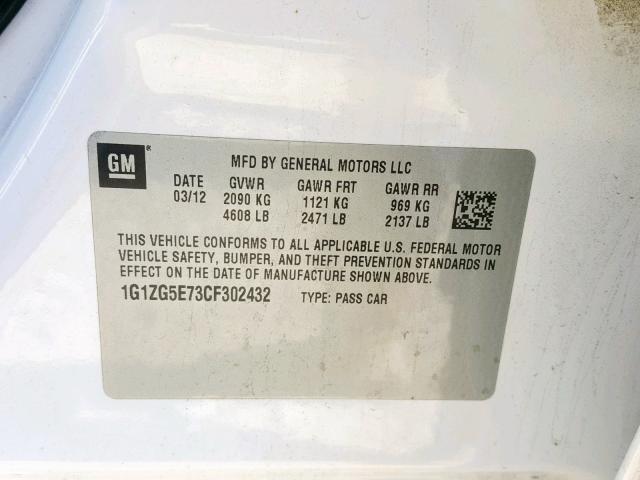 GM
MFD BY GENERAL MOTORS LLC
DATE GVWR GAWR FRT GAWR RR
03/12 2090 KG 1121 KG 969 KG
4608 LB 2471 LB 2137 LB
THIS VEHICLE CONFORMS TO ALL APPLICABLE U.S. FEDERAL MOTOR
VEHICLE SAFETY, BUMPER, AND THEFT PREVENTION STANDARDS IN
EFFECT ON THE DATE OF MANUFACTURE SHOWN ABOVE.
1G1ZG5E73CF302432 TYPE: PASS CAR